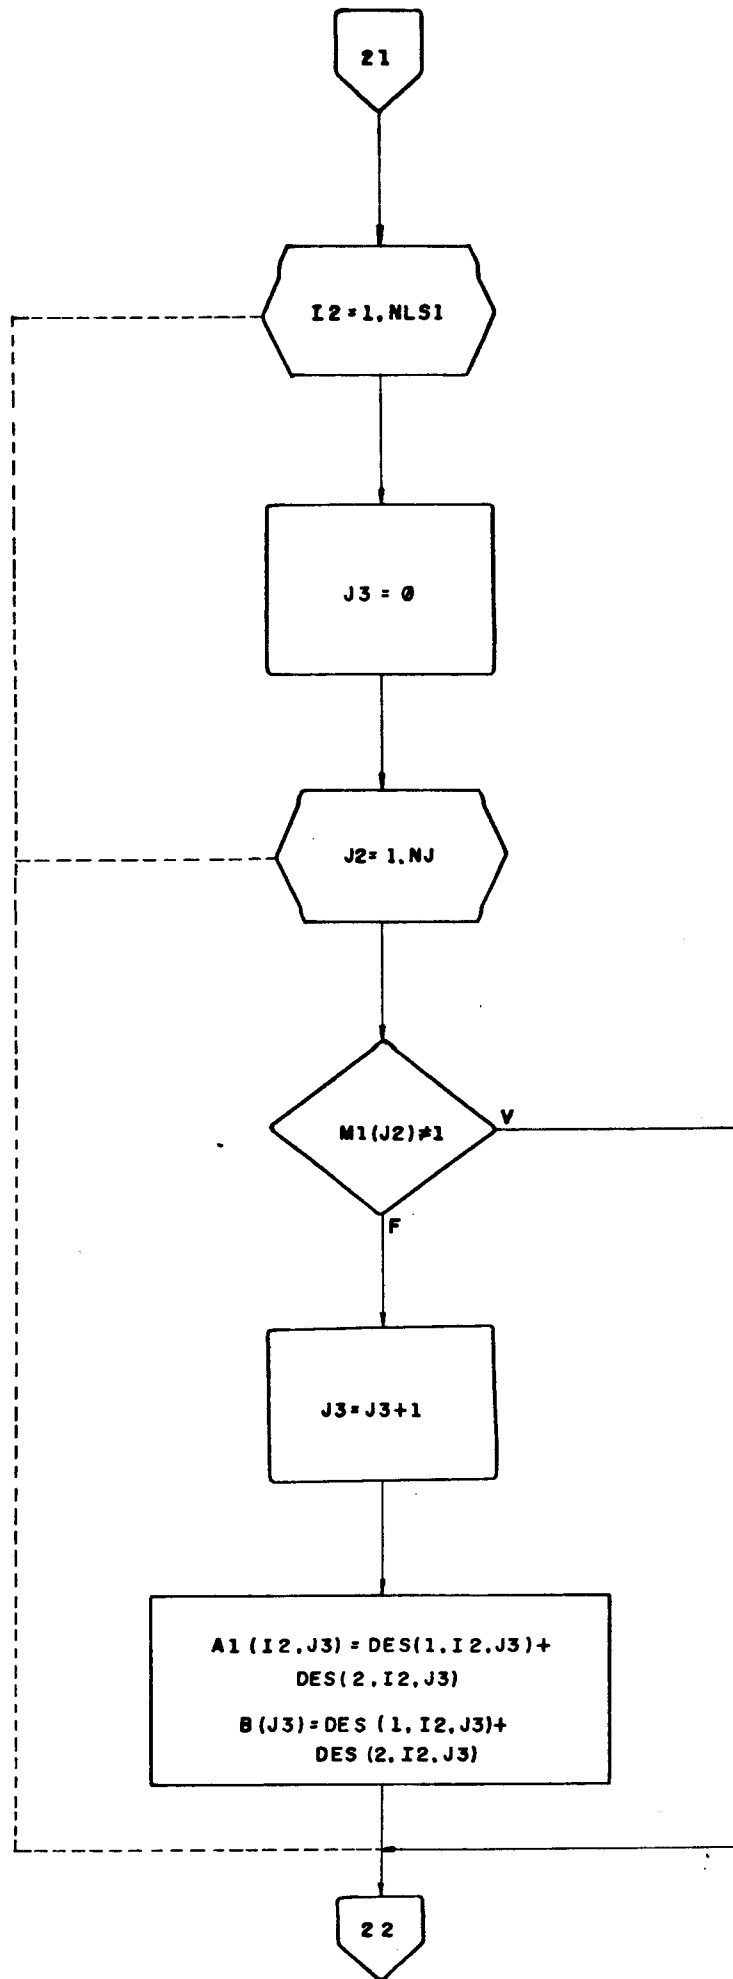 21
I2=1,NLS1
J3=0
J2=1,NJ
M1(J2)≠1
V
F
J3=J3+1
A1(I2,J3)=DES(1,I2,J3)+
DES(2,I2,J3)
B(J3)=DES(1,I2,J3)+
DES(2,I2,J3)
22